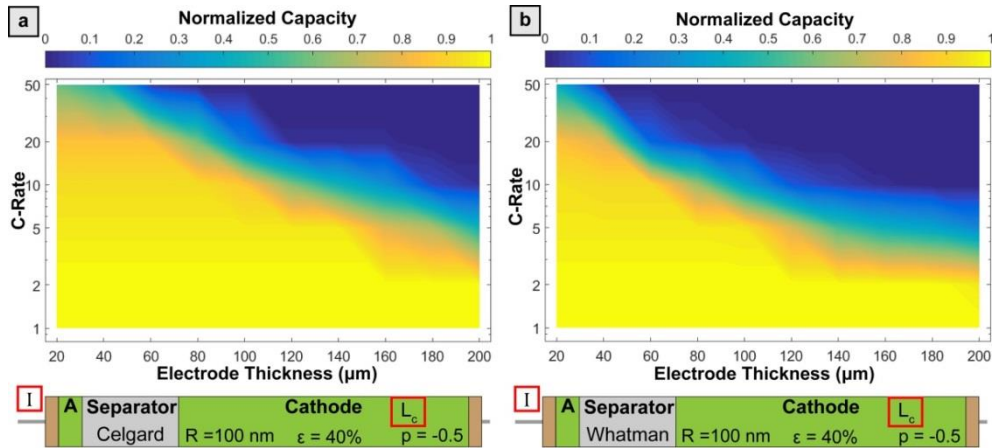 a
Normalized Capacity
0 0.1 0.2 0.3 0.4 0.5 0.6 0.7 0.8 0.9 1
C-Rate
50
20
10
5
2
1
20 40 60 80 100 120 140 160 180 200
Electrode Thickness (µm)
I
A Separator Cathode L_c
Celgard R =100 nm ε = 40% p = -0.5
b
Normalized Capacity
0 0.1 0.2 0.3 0.4 0.5 0.6 0.7 0.8 0.9 1
C-Rate
50
20
10
5
2
1
20 40 60 80 100 120 140 160 180 200
Electrode Thickness (µm)
I
A Separator Cathode L_c
Whatman R =100 nm ε = 40% p = -0.5